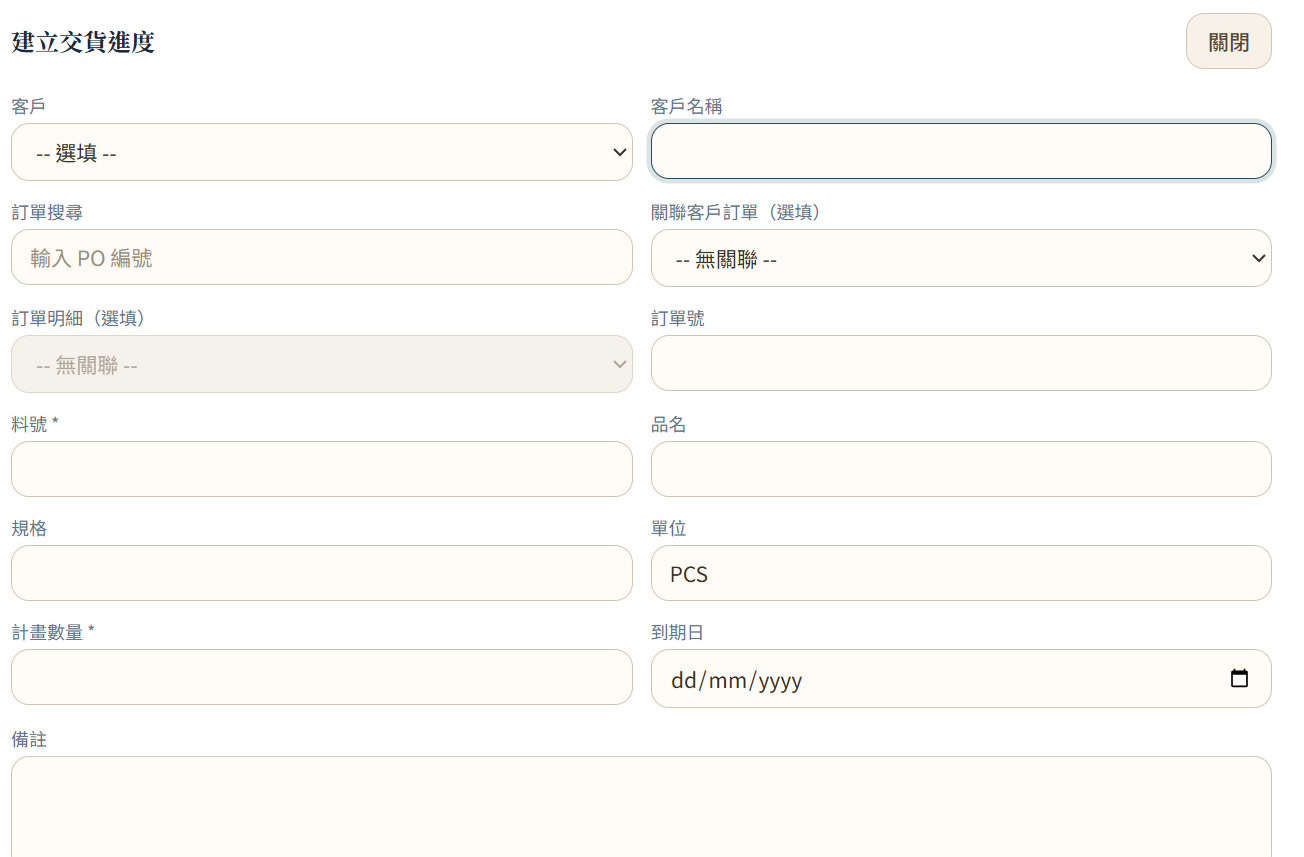 建立交貨進度
關閉
客戶
客戶名稱
-- 選填 --
訂單搜尋
關聯客戶訂單（選填）
輸入 PO 編號
-- 無關聯 --
訂單明細（選填）
訂單號
-- 無關聯 --
料號 *
品名
規格
單位
PCS
計畫數量 *
到期日
dd/mm/yyyy
備註